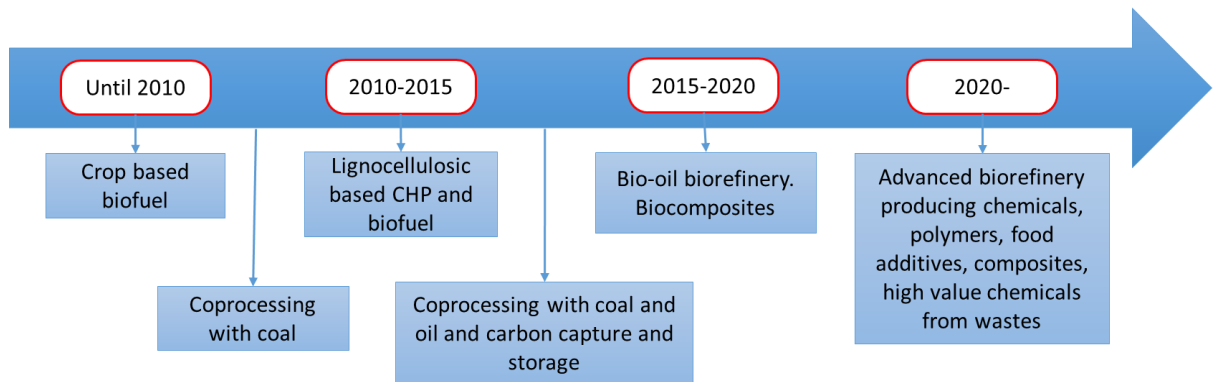 Until 2010
2010-2015
2015-2020
2020-
Crop based
biofuel
Lignocellulosic
based CHP and
biofuel
Bio-oil biorefinery.
Biocomposites
Advanced biorefinery
producing chemicals,
polymers, food
additives, composites,
high value chemicals
from wastes
Coprocessing
with coal
Coprocessing with coal and
oil and carbon capture and
storage